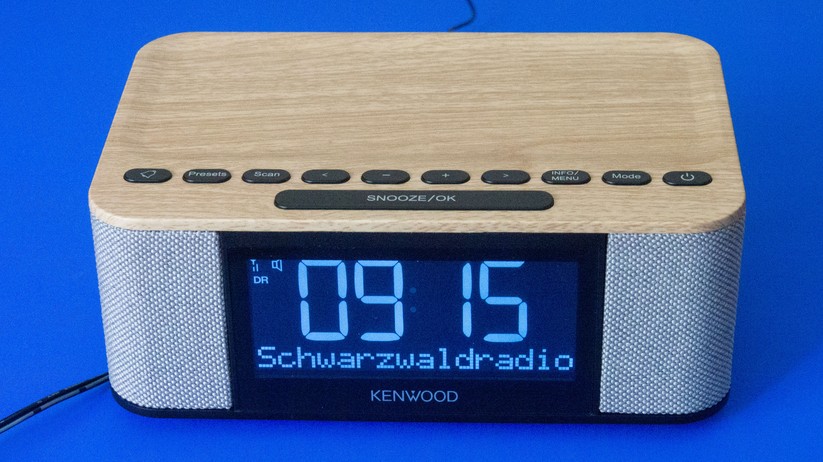 Presets Scan < − + > INFO/
MENU Mode
SNOOZE/OK
09:15
DR
Schwarzwaldradio
KENWOOD